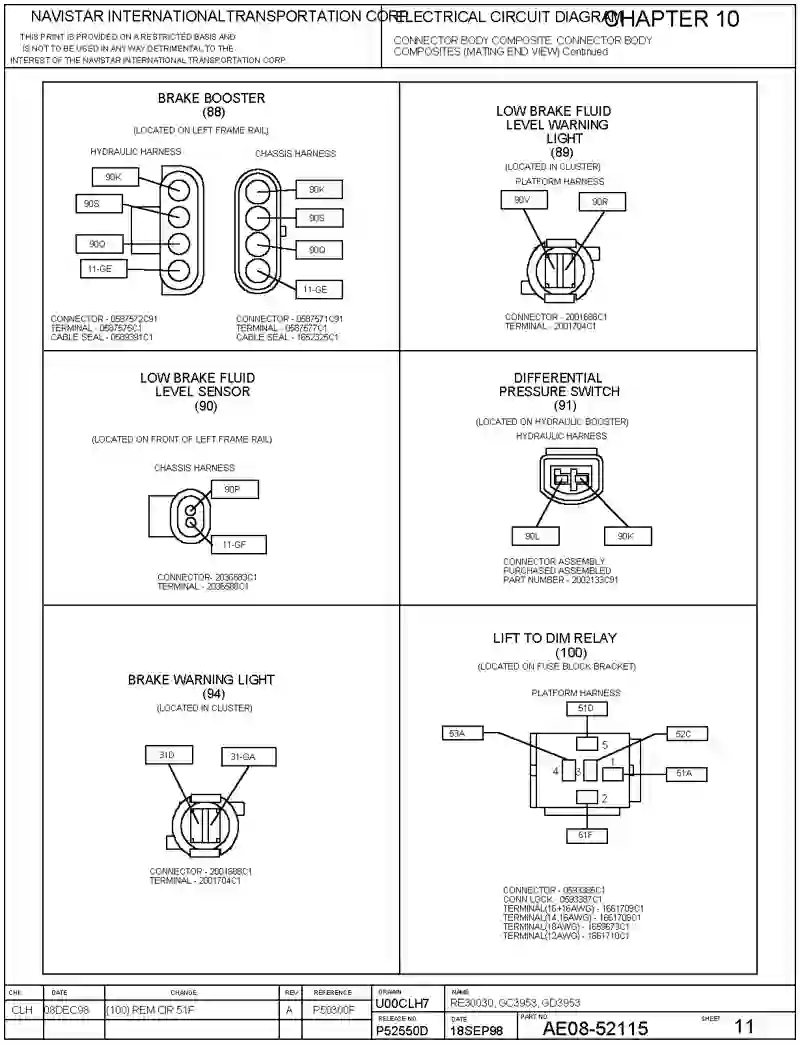 NAVISTAR INTERNATIONAL TRANSPORTATION CORP.
THIS PRINT IS PROVIDED ON A RESTRICTED BASIS AND
IS NOT TO BE USED IN ANY WAY DETRIMENTAL TO THE
INTEREST OF THE NAVISTAR INTERNATIONAL TRANSPORTATION CORP.
ELECTRICAL CIRCUIT DIAGRAM
CHAPTER 10
CONNECTOR BODY COMPOSITE CONNECTOR BODY
COMPOSITES (MATING END VIEW) Continued
BRAKE BOOSTER
(88)
(LOCATED ON LEFT FRAME RAIL)
HYDRAULIC HARNESS
90K
90S
90Q
11-GE
CONNECTOR - 0587572C91
TERMINAL - 0587575C1
CABLE SEAL - 0589391C1
CHASSIS HARNESS
90K
90S
90Q
11-GE
CONNECTOR - 0587571C91
TERMINAL - 0587577C1
CABLE SEAL - 1652325C1
LOW BRAKE FLUID
LEVEL WARNING
LIGHT
(89)
(LOCATED IN CLUSTER)
PLATFORM HARNESS
90V
90R
CONNECTOR - 2001688C1
TERMINAL - 2001704C1
LOW BRAKE FLUID
LEVEL SENSOR
(90)
(LOCATED ON FRONT OF LEFT FRAME RAIL)
CHASSIS HARNESS
90P
11-GF
CONNECTOR- 2036583C1
TERMINAL - 2036588C1
DIFFERENTIAL
PRESSURE SWITCH
(91)
(LOCATED ON HYDRAULIC BOOSTER)
HYDRAULIC HARNESS
90L
90K
CONNECTOR ASSEMBLY
PURCHASED ASSEMBLED
PART NUMBER - 2002133C91
BRAKE WARNING LIGHT
(94)
(LOCATED IN CLUSTER)
31D
31-GA
CONNECTOR - 2001688C1
TERMINAL - 2001704C1
LIFT TO DIM RELAY
(100)
(LOCATED ON FUSE BLOCK BRACKET)
PLATFORM HARNESS
51D
53A
52C
5
4
3
1
51A
2
51F
CONNECTOR - 0593385C1
CONN LOCK - 0593387C1
TERMINAL(16+16AWG) - 1661709C1
TERMINAL(14,16AWG) - 1661709C1
TERMINAL(18AWG) - 1659673C1
TERMINAL(12AWG) - 1661710C1
CHK DATE CHANGE REV REFERENCE
CLH 08DEC98 (100) REM CIR 51F A P50300F
DRAWN
U00CLH7
NAME
RE30030, GC3953, GD3953
RELEASE NO.
P52550D
DATE
18SEP98
PART NO.
AE08-52115
SHEET
11